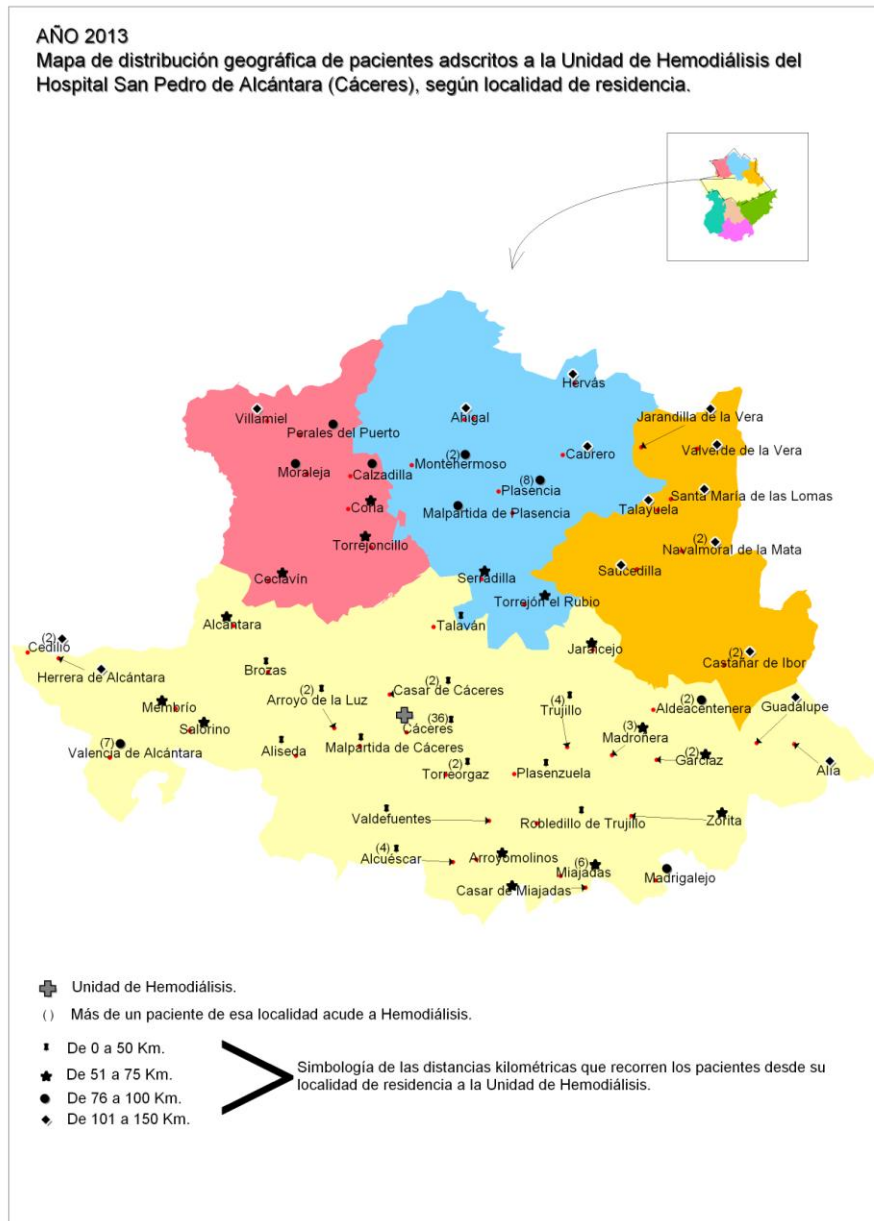 AÑO 2013
Mapa de distribución geográfica de pacientes adscritos a la Unidad de Hemodiálisis del
Hospital San Pedro de Alcántara (Cáceres), según localidad de residencia.
Hervás
Villamiel
Ahigal
Jarandilla de la Vera
Perales del Puerto
Valverde de la Vera
(2)
Montehermoso
Cabrero
Moraleja
Calzadilla
(8)
Plasencia
Santa María de las Lomas
Coria
Malpartida de Plasencia
Talayuela
Torrejoncillo
(2)
Navalmoral de la Mata
Saucedilla
Ceclavín
Serradilla
Torrejón el Rubio
Alcántara
Talaván
(2)
Cedillo
Jaraicejo
(2)
Castañar de Ibor
Herrera de Alcántara
Brozas
(2)
Arroyo de la Luz
(2)
Casar de Cáceres
(4)
Trujillo
(2)
Aldeacentenera
Guadalupe
Membrío
Salorino
(36)
Cáceres
(3)
Madroñera
(7)
Valencia de Alcántara
Aliseda
Malpartida de Cáceres
(2)
Garciaz
Alía
(2)
Torreorgaz
Plasenzuela
Valdefuentes
Robledillo de Trujillo
Zorita
(4)
Alcuéscar
Arroyomolinos
(6)
Miajadas
Madrigalejo
Casar de Miajadas
Unidad de Hemodiálisis.
( ) Más de un paciente de esa localidad acude a Hemodiálisis.
De 0 a 50 Km.
De 51 a 75 Km.
De 76 a 100 Km.
De 101 a 150 Km.
Simbología de las distancias kilométricas que recorren los pacientes desde su
localidad de residencia a la Unidad de Hemodiálisis.